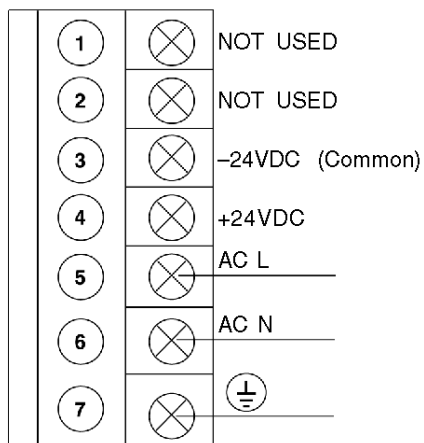 1 NOT USED
2 NOT USED
3 –24VDC (Common)
4 +24VDC
5 AC L
6 AC N
7